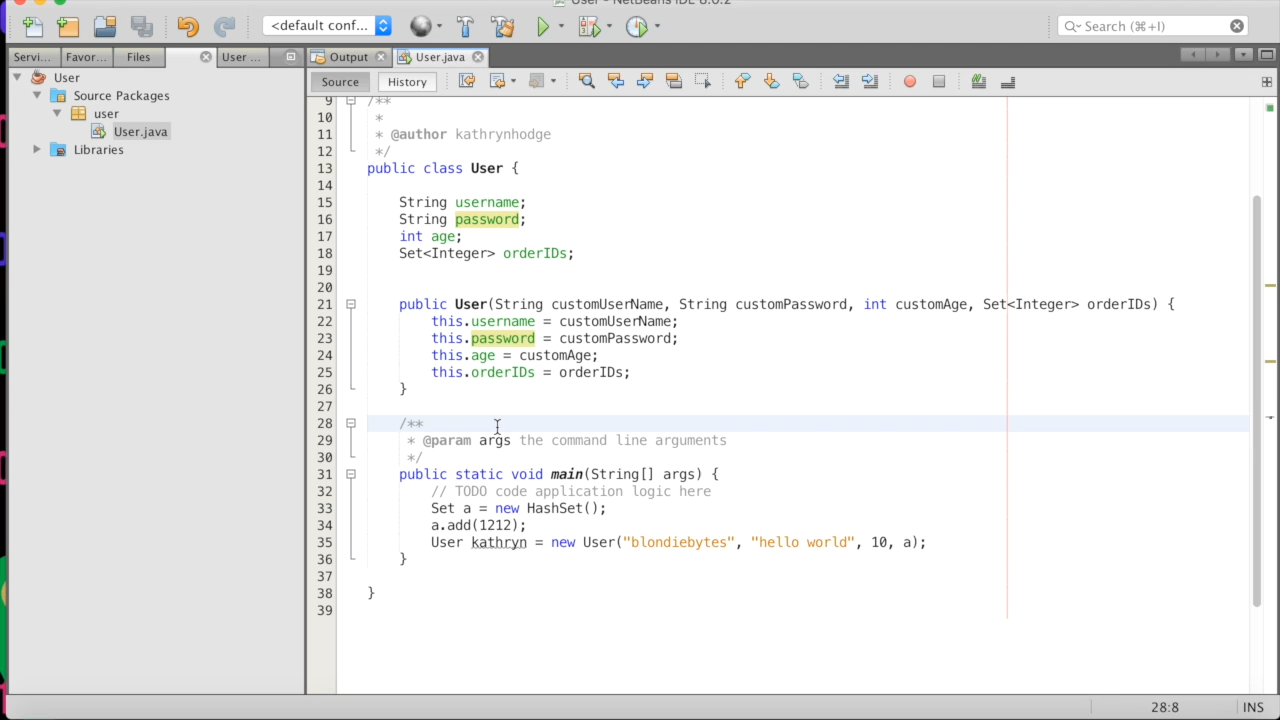 User - NetBeans IDE 8.0.2
<default conf...
Search (⌘+I)
Servi... Favor... Files User ... Output User.java
Source History
User
Source Packages
user
User.java
Libraries
9 /**
10 *
11 * @author kathrynhodge
12 */
13 public class User {
14
15 String username;
16 String password;
17 int age;
18 Set<Integer> orderIDs;
19
20
21 public User(String customUserName, String customPassword, int customAge, Set<Integer> orderIDs) {
22 this.username = customUserName;
23 this.password = customPassword;
24 this.age = customAge;
25 this.orderIDs = orderIDs;
26 }
27
28 /**
29 * @param args the command line arguments
30 */
31 public static void main(String[] args) {
32 // TODO code application logic here
33 Set a = new HashSet();
34 a.add(1212);
35 User kathryn = new User("blondiebytes", "hello world", 10, a);
36 }
37
38 }
39
28:8 INS